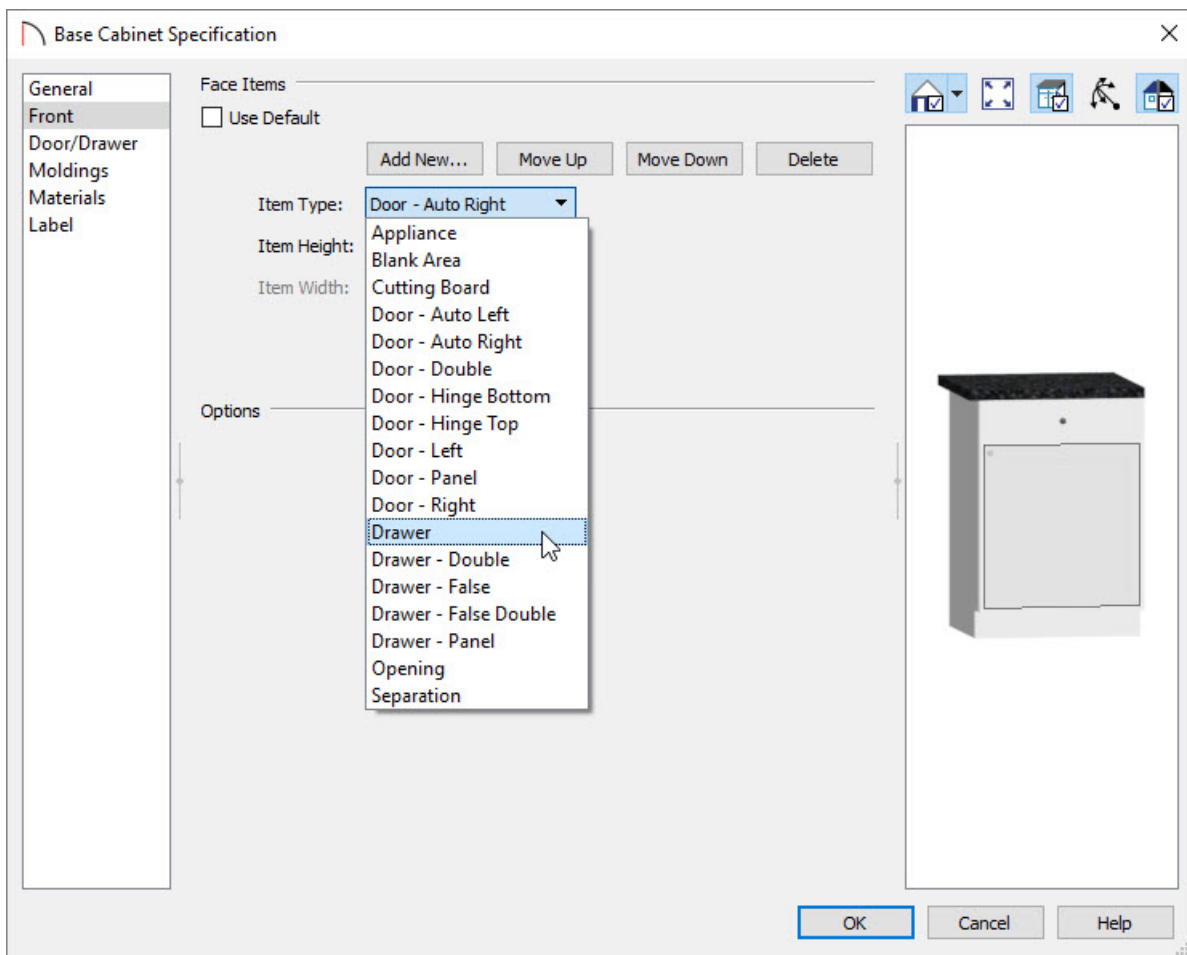 Base Cabinet Specification
General
Front
Door/Drawer
Moldings
Materials
Label
Face Items
Use Default
Add New...
Move Up
Move Down
Delete
Item Type:
Door - Auto Right
Item Height:
Item Width:
Appliance
Blank Area
Cutting Board
Door - Auto Left
Door - Auto Right
Door - Double
Door - Hinge Bottom
Door - Hinge Top
Door - Left
Door - Panel
Door - Right
Drawer
Drawer - Double
Drawer - False
Drawer - False Double
Drawer - Panel
Opening
Separation
Options
OK
Cancel
Help